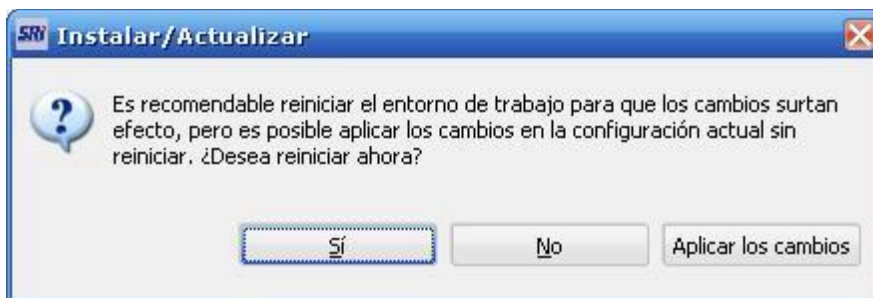 SRi Instalar/Actualizar
Es recomendable reiniciar el entorno de trabajo para que los cambios surtan
efecto, pero es posible aplicar los cambios en la configuración actual sin
reiniciar. ¿Desea reiniciar ahora?
Sí No Aplicar los cambios